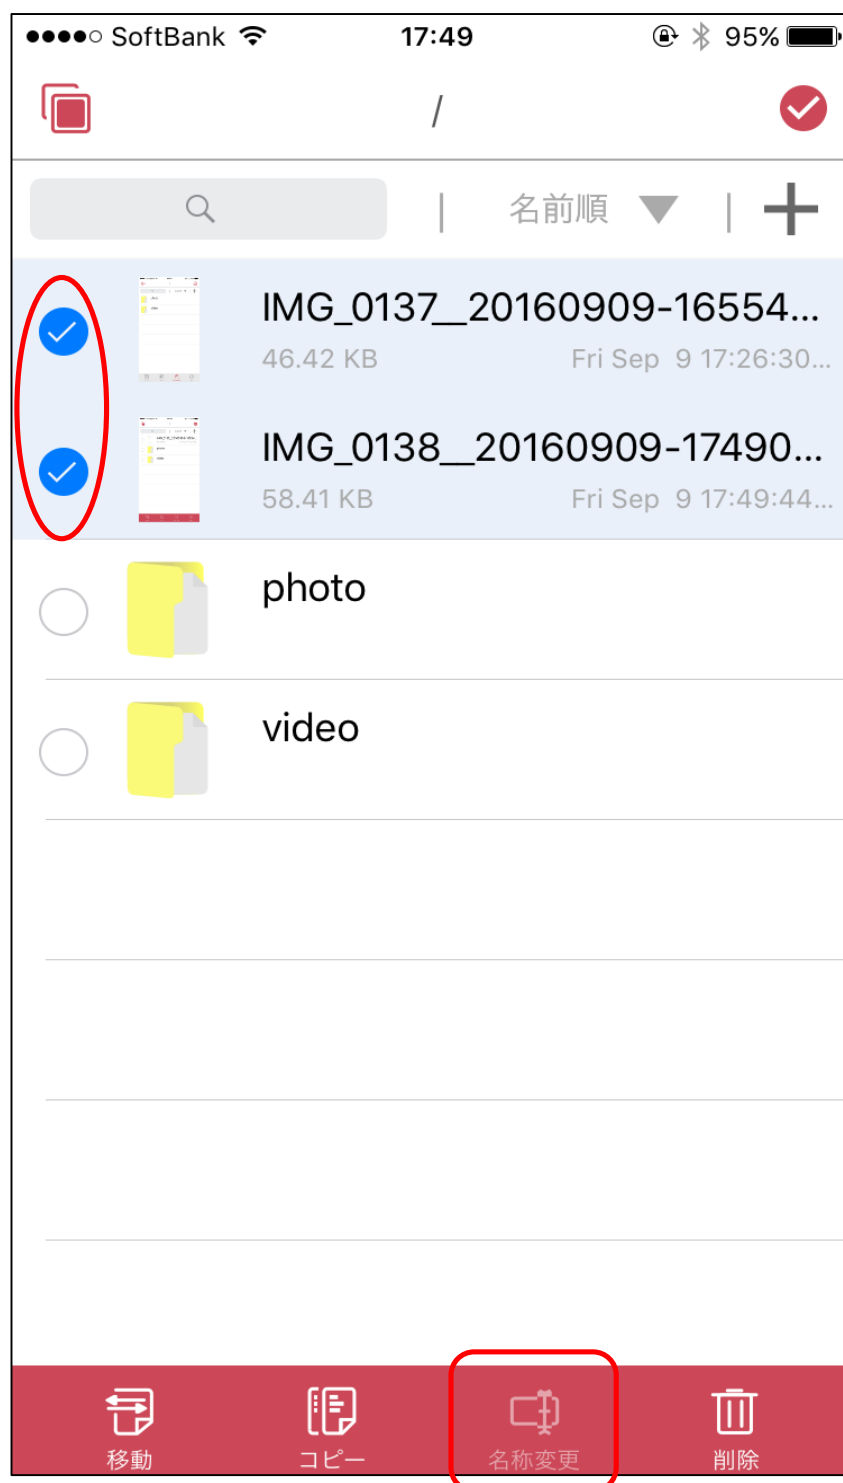 SoftBank 17:49 95%
/
名前順
IMG_0137__20160909-16554...
46.42 KB Fri Sep 9 17:26:30...
IMG_0138__20160909-17490...
58.41 KB Fri Sep 9 17:49:44...
photo
video
移動 コピー 名称変更 削除